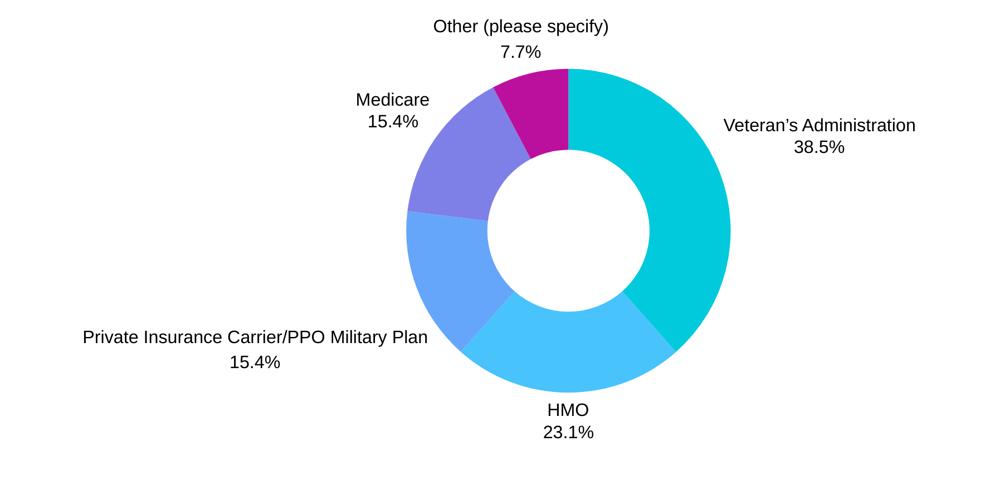 Other (please specify)
7.7%
Medicare
15.4%
Veteran’s Administration
38.5%
Private Insurance Carrier/PPO Military Plan
15.4%
HMO
23.1%